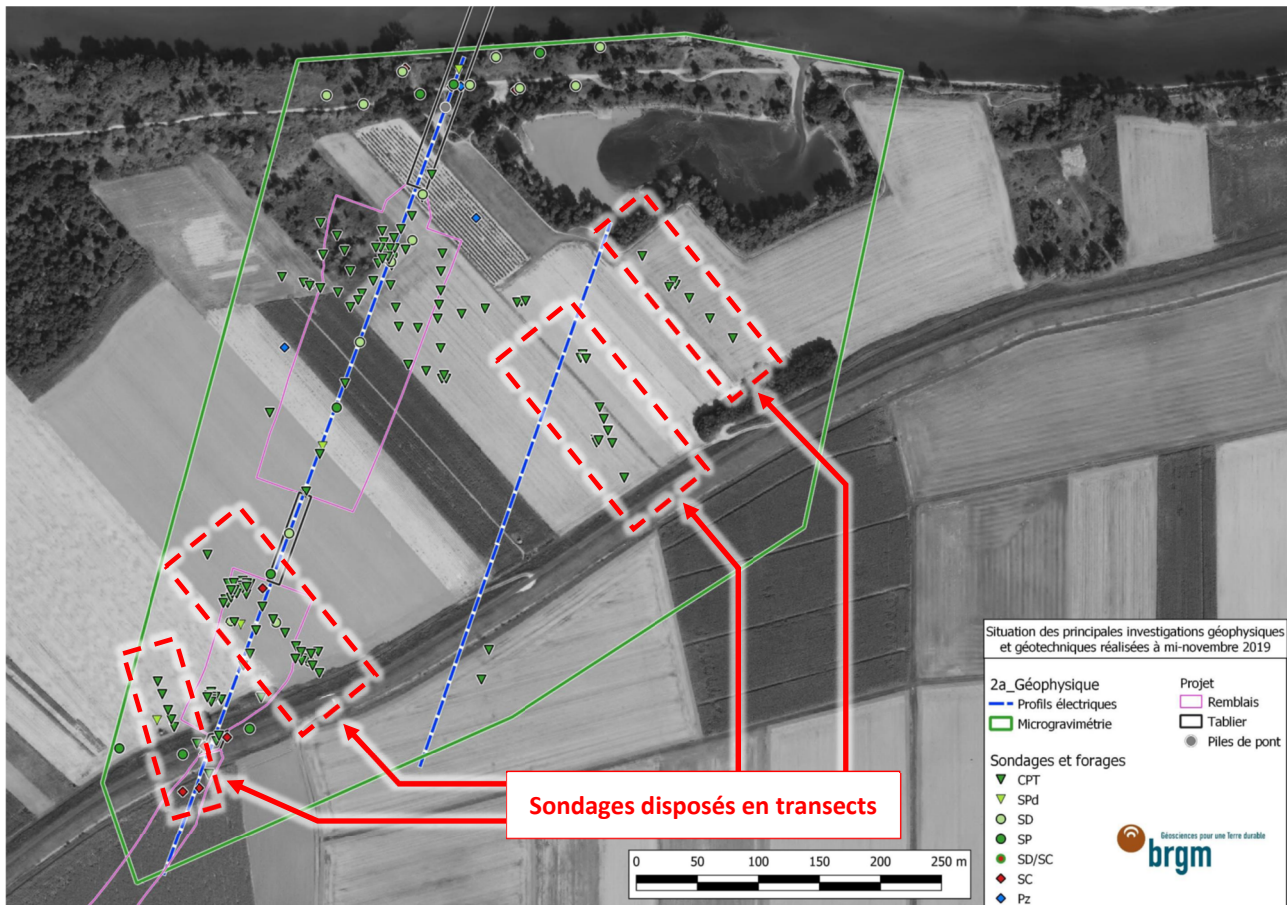 Sondages disposés en transects
Situation des principales investigations géophysiques
et géotechniques réalisées à mi-novembre 2019
2a_Géophysique
Profils électriques
Microgravimétrie
Projet
Remblais
Tablier
Piles de pont
Sondages et forages
CPT
SPd
SD
SP
SD/SC
SC
Pz
Géosciences pour une Terre durable
brgm
0 50 100 150 200 250 m